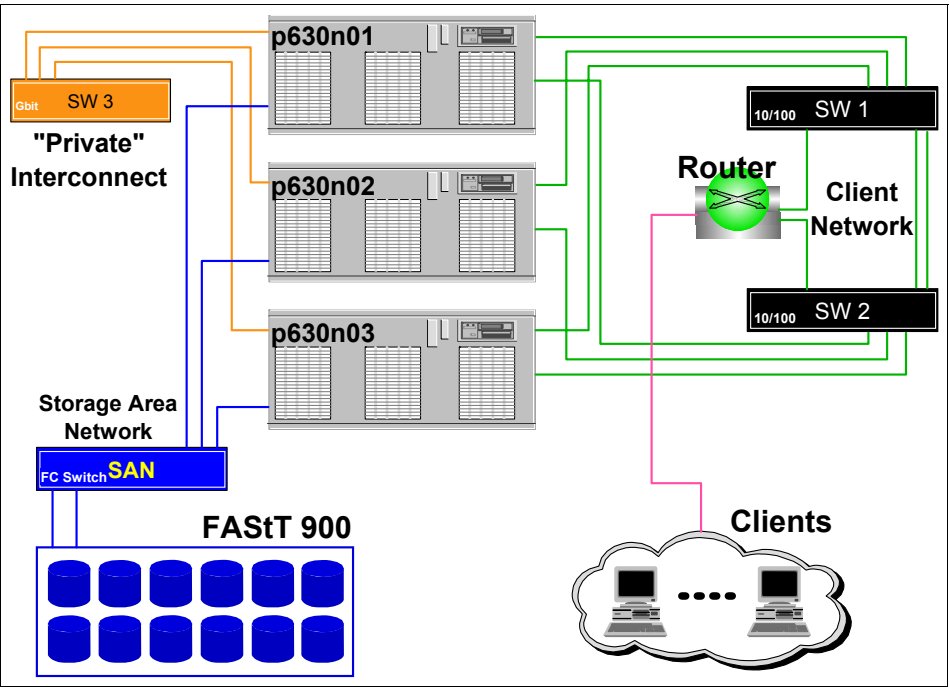 p630n01
Gbit SW 3
"Private"
Interconnect
10/100 SW 1
p630n02
Router
Client
Network
10/100 SW 2
p630n03
Storage Area
Network
FC Switch SAN
FAStT 900
Clients